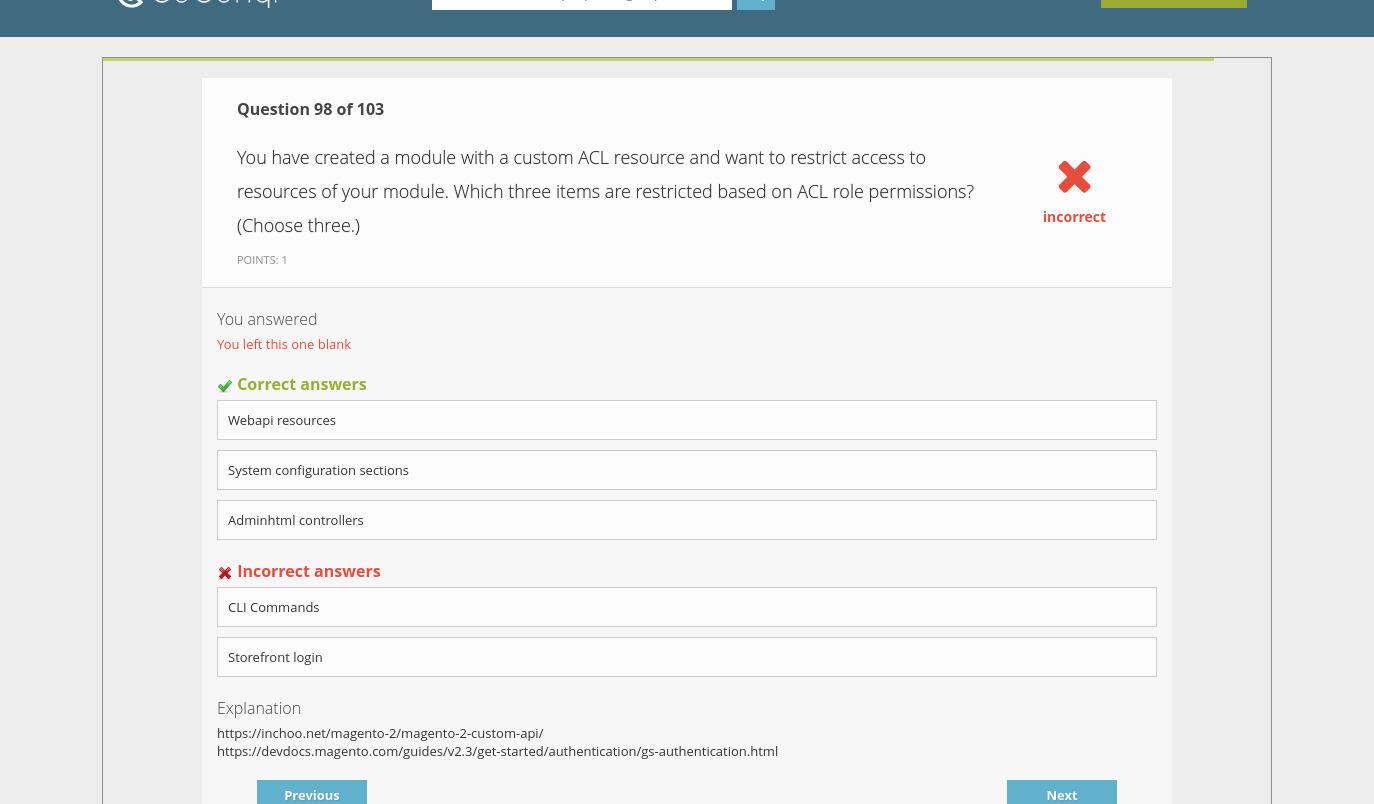 Question 98 of 103
You have created a module with a custom ACL resource and want to restrict access to
resources of your module. Which three items are restricted based on ACL role permissions?
(Choose three.)
incorrect
POINTS: 1
You answered
You left this one blank
Correct answers
Webapi resources
System configuration sections
Adminhtml controllers
Incorrect answers
CLI Commands
Storefront login
Explanation
https://inchoo.net/magento-2/magento-2-custom-api/
https://devdocs.magento.com/guides/v2.3/get-started/authentication/gs-authentication.html
Previous
Next